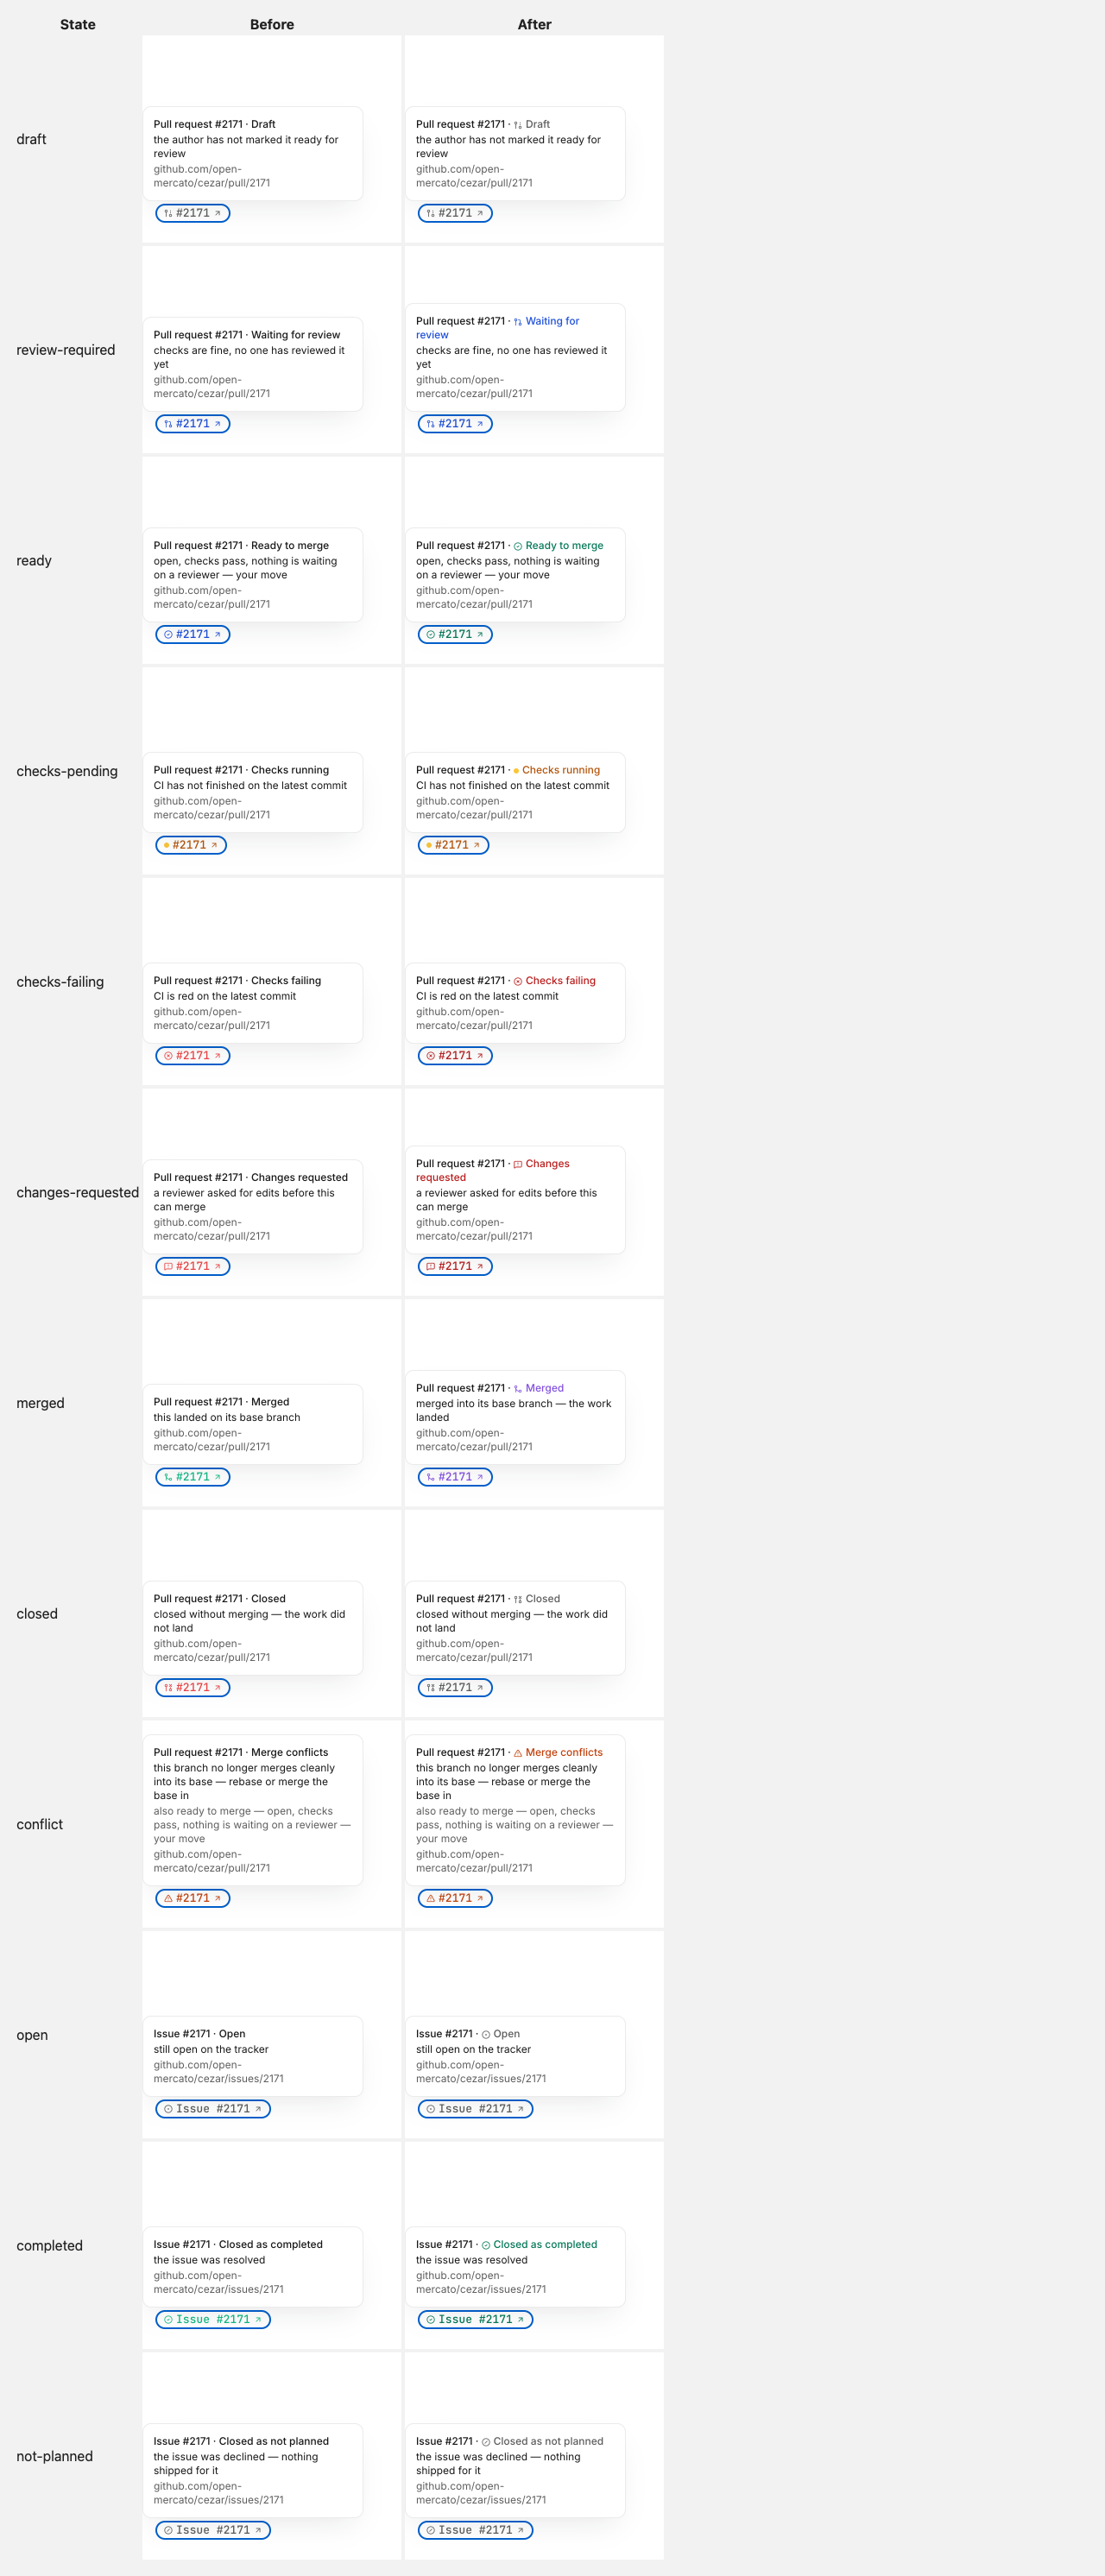 State Before After
draft
Pull request #2171 · Draft
the author has not marked it ready for
review
github.com/open-
mercato/cezar/pull/2171
#2171
Pull request #2171 · Draft
the author has not marked it ready for
review
github.com/open-
mercato/cezar/pull/2171
#2171
review-required
Pull request #2171 · Waiting for review
checks are fine, no one has reviewed it
yet
github.com/open-
mercato/cezar/pull/2171
#2171
Pull request #2171 · Waiting for
review
checks are fine, no one has reviewed it
yet
github.com/open-
mercato/cezar/pull/2171
#2171
ready
Pull request #2171 · Ready to merge
open, checks pass, nothing is waiting
on a reviewer — your move
github.com/open-
mercato/cezar/pull/2171
#2171
Pull request #2171 · Ready to merge
open, checks pass, nothing is waiting
on a reviewer — your move
github.com/open-
mercato/cezar/pull/2171
#2171
checks-pending
Pull request #2171 · Checks running
CI has not finished on the latest commit
github.com/open-
mercato/cezar/pull/2171
#2171
Pull request #2171 · Checks running
CI has not finished on the latest commit
github.com/open-
mercato/cezar/pull/2171
#2171
checks-failing
Pull request #2171 · Checks failing
CI is red on the latest commit
github.com/open-
mercato/cezar/pull/2171
#2171
Pull request #2171 · Checks failing
CI is red on the latest commit
github.com/open-
mercato/cezar/pull/2171
#2171
changes-requested
Pull request #2171 · Changes requested
a reviewer asked for edits before this
can merge
github.com/open-
mercato/cezar/pull/2171
#2171
Pull request #2171 · Changes
requested
a reviewer asked for edits before this
can merge
github.com/open-
mercato/cezar/pull/2171
#2171
merged
Pull request #2171 · Merged
this landed on its base branch
github.com/open-
mercato/cezar/pull/2171
#2171
Pull request #2171 · Merged
merged into its base branch — the work
landed
github.com/open-
mercato/cezar/pull/2171
#2171
closed
Pull request #2171 · Closed
closed without merging — the work did
not land
github.com/open-
mercato/cezar/pull/2171
#2171
Pull request #2171 · Closed
closed without merging — the work did
not land
github.com/open-
mercato/cezar/pull/2171
#2171
conflict
Pull request #2171 · Merge conflicts
this branch no longer merges cleanly
into its base — rebase or merge the
base in
also ready to merge — open, checks
pass, nothing is waiting on a reviewer —
your move
github.com/open-
mercato/cezar/pull/2171
#2171
Pull request #2171 · Merge conflicts
this branch no longer merges cleanly
into its base — rebase or merge the
base in
also ready to merge — open, checks
pass, nothing is waiting on a reviewer —
your move
github.com/open-
mercato/cezar/pull/2171
#2171
open
Issue #2171 · Open
still open on the tracker
github.com/open-
mercato/cezar/issues/2171
Issue #2171
Issue #2171 · Open
still open on the tracker
github.com/open-
mercato/cezar/issues/2171
Issue #2171
completed
Issue #2171 · Closed as completed
the issue was resolved
github.com/open-
mercato/cezar/issues/2171
Issue #2171
Issue #2171 · Closed as completed
the issue was resolved
github.com/open-
mercato/cezar/issues/2171
Issue #2171
not-planned
Issue #2171 · Closed as not planned
the issue was declined — nothing
shipped for it
github.com/open-
mercato/cezar/issues/2171
Issue #2171
Issue #2171 · Closed as not planned
the issue was declined — nothing
shipped for it
github.com/open-
mercato/cezar/issues/2171
Issue #2171